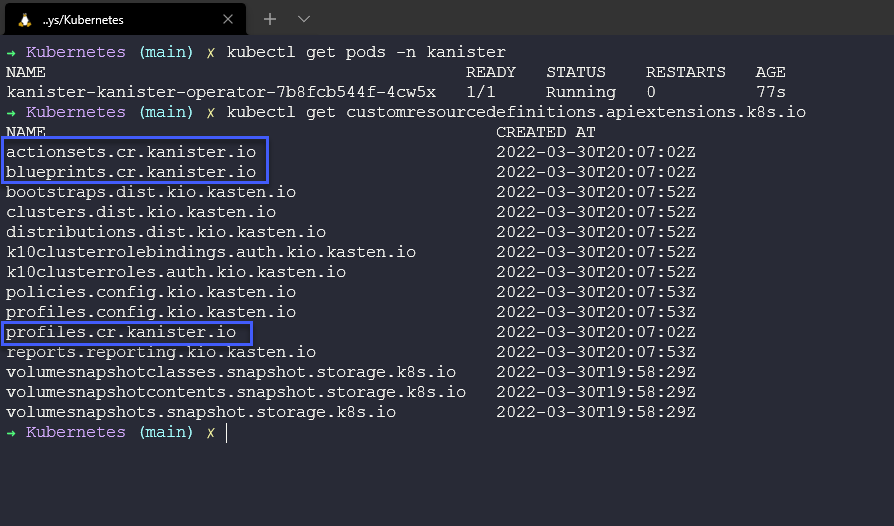 ..ys/Kubernetes
→ Kubernetes (main) ✗ kubectl get pods -n kanister
NAME READY STATUS RESTARTS AGE
kanister-kanister-operator-7b8fcb544f-4cw5x 1/1 Running 0 77s
→ Kubernetes (main) ✗ kubectl get customresourcedefinitions.apiextensions.k8s.io
NAME CREATED AT
actionsets.cr.kanister.io 2022-03-30T20:07:02Z
blueprints.cr.kanister.io 2022-03-30T20:07:02Z
bootstraps.dist.kio.kasten.io 2022-03-30T20:07:52Z
clusters.dist.kio.kasten.io 2022-03-30T20:07:52Z
distributions.dist.kio.kasten.io 2022-03-30T20:07:52Z
k10clusterrolebindings.auth.kio.kasten.io 2022-03-30T20:07:52Z
k10clusterroles.auth.kio.kasten.io 2022-03-30T20:07:52Z
policies.config.kio.kasten.io 2022-03-30T20:07:53Z
profiles.config.kio.kasten.io 2022-03-30T20:07:53Z
profiles.cr.kanister.io 2022-03-30T20:07:02Z
reports.reporting.kio.kasten.io 2022-03-30T20:07:53Z
volumesnapshotclasses.snapshot.storage.k8s.io 2022-03-30T19:58:29Z
volumesnapshotcontents.snapshot.storage.k8s.io 2022-03-30T19:58:29Z
volumesnapshots.snapshot.storage.k8s.io 2022-03-30T19:58:29Z
→ Kubernetes (main) ✗